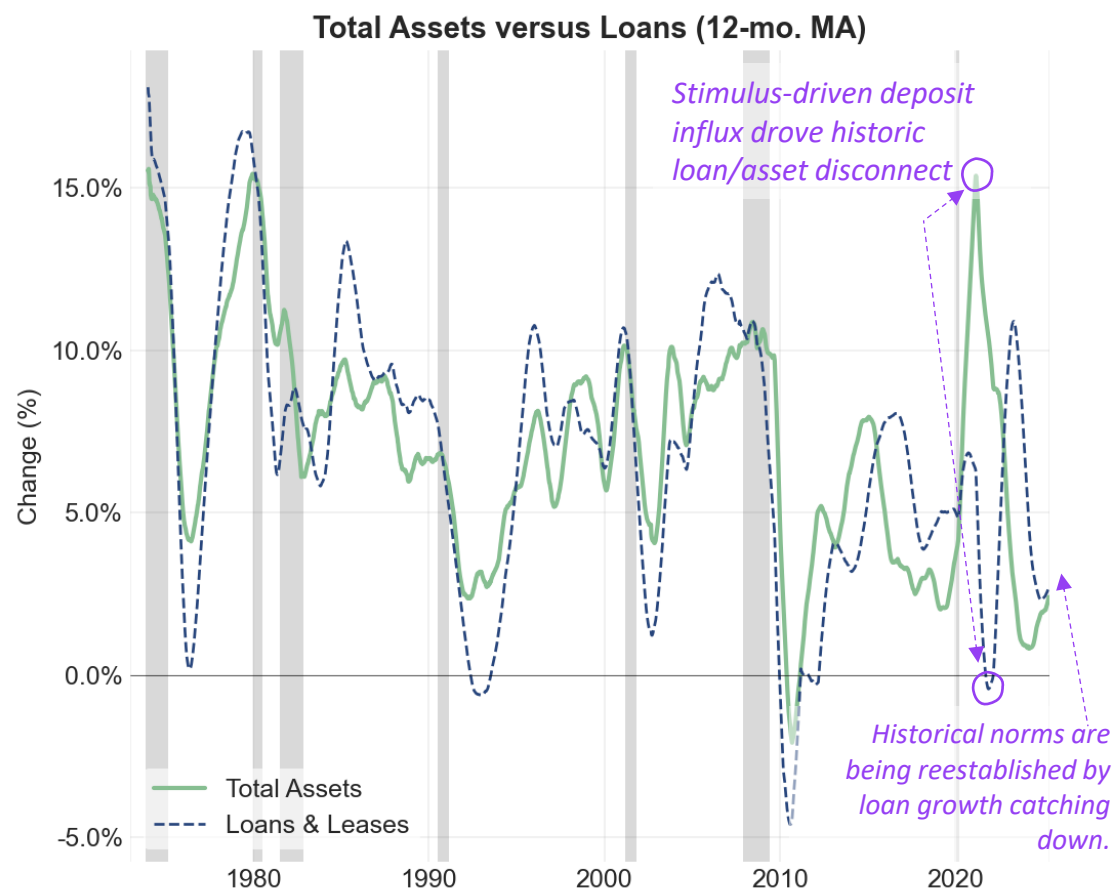 Total Assets versus Loans (12-mo. MA)
Stimulus-driven deposit
influx drove historic
loan/asset disconnect
Change (%)
15.0%
10.0%
5.0%
0.0%
-5.0%
Historical norms are
being reestablished by
loan growth catching
down.
Total Assets
Loans & Leases
1980
1990
2000
2010
2020